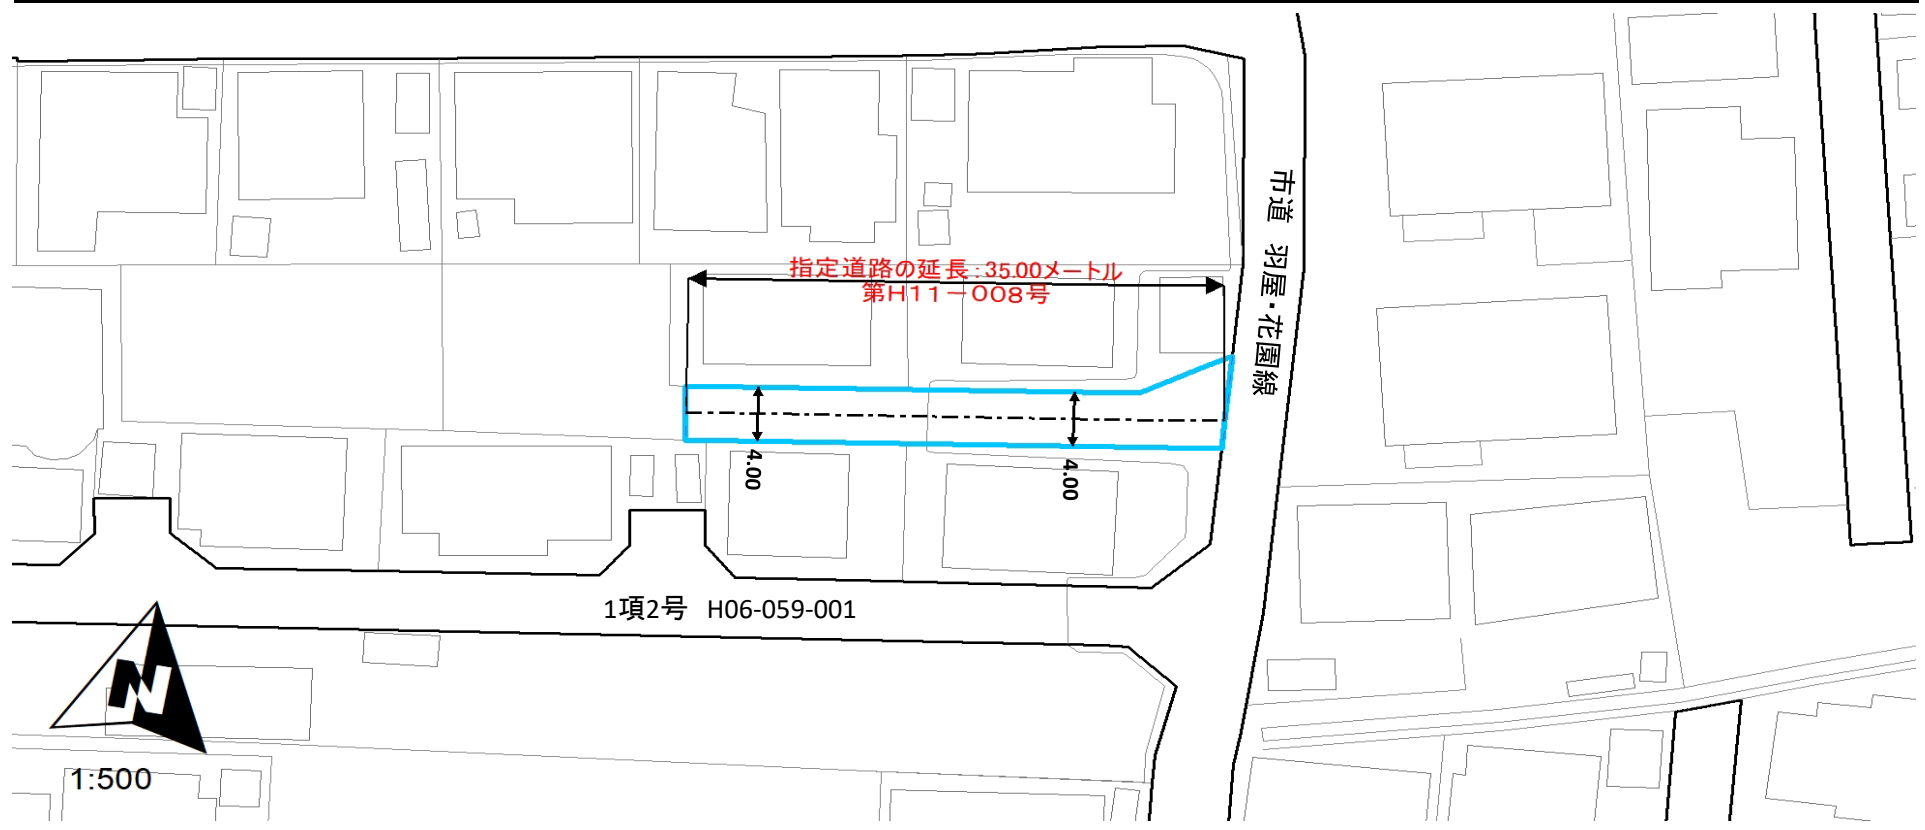 指定道路の延長:35.00メートル
第H11－008号
市道 羽屋・花園線
4.00
4.00
1項2号 H06-059-001
N
1:500